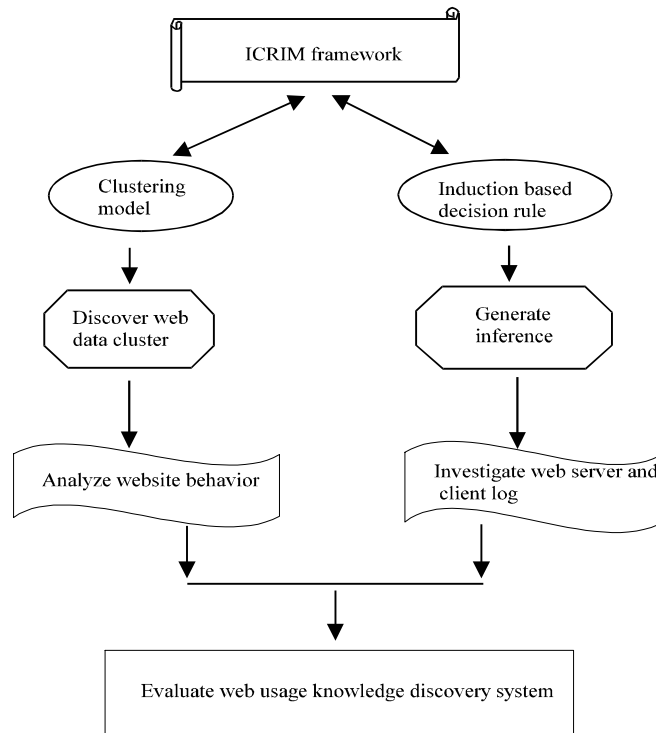 ICRIM framework
Clustering
model
Induction based
decision rule
Discover web
data cluster
Generate
inference
Analyze website behavior
Investigate web server and
client log
Evaluate web usage knowledge discovery system